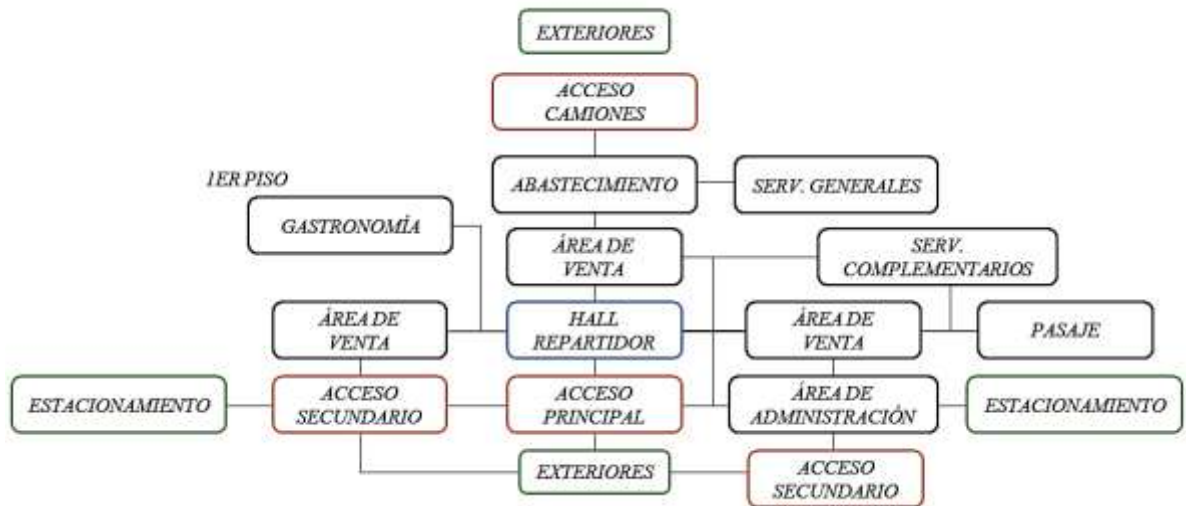 EXTERIORES
ACCESO
CAMIONES
ABASTECIMIENTO
SERV. GENERALES
1ER PISO
GASTRONOMÍA
ÁREA DE
VENTA
SERV.
COMPLEMENTARIOS
ÁREA DE
VENTA
HALL
REPARTIDOR
ÁREA DE
VENTA
PASAJE
ESTACIONAMIENTO
ACCESO
SECUNDARIO
ACCESO
PRINCIPAL
ÁREA DE
ADMINISTRACIÓN
ESTACIONAMIENTO
EXTERIORES
ACCESO
SECUNDARIO